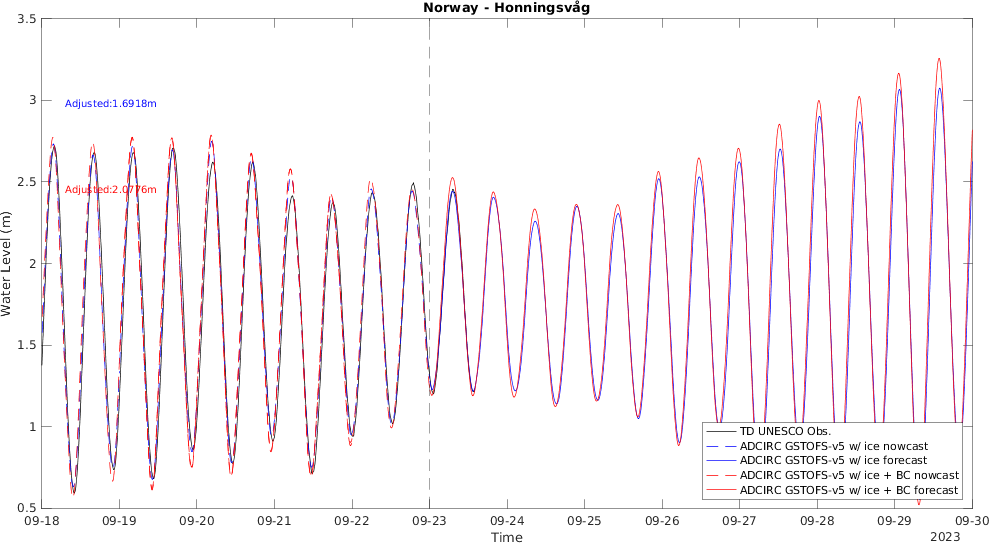 Norway - Honningsvåg
3.5
3
2.5
2
1.5
1
0.5
Water Level (m)
Adjusted:1.6918m
Adjusted:2.0776m
TD UNESCO Obs.
ADCIRC GSTOFS-v5 w/ ice nowcast
ADCIRC GSTOFS-v5 w/ ice forecast
ADCIRC GSTOFS-v5 w/ ice + BC nowcast
ADCIRC GSTOFS-v5 w/ ice + BC forecast
09-18 09-19 09-20 09-21 09-22 09-23 09-24 09-25 09-26 09-27 09-28 09-29 09-30
Time
2023